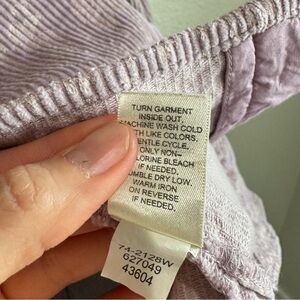 TURN GARMENT
INSIDE OUT.
MACHINE WASH COLD
WITH LIKE COLORS.
GENTLE CYCLE.
ONLY NON-
CHLORINE BLEACH
IF NEEDED.
TUMBLE DRY LOW.
WARM IRON
ON REVERSE
IF NEEDED.
74-2128W
627049
43604